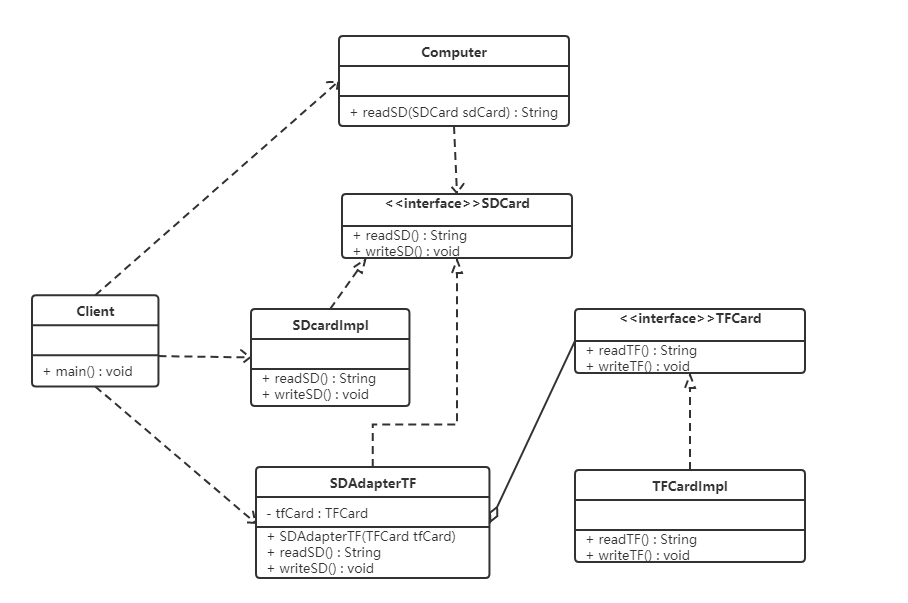 Computer
+ readSD(SDCard sdCard) : String
<<interface>>SDCard
+ readSD() : String
+ writeSD() : void
Client
+ main() : void
SDcardImpl
+ readSD() : String
+ writeSD() : void
<<interface>>TFCard
+ readTF() : String
+ writeTF() : void
SDAdapterTF
- tfCard : TFCard
+ SDAdapterTF(TFCard tfCard)
+ readSD() : String
+ writeSD() : void
TFCardImpl
+ readTF() : String
+ writeTF() : void